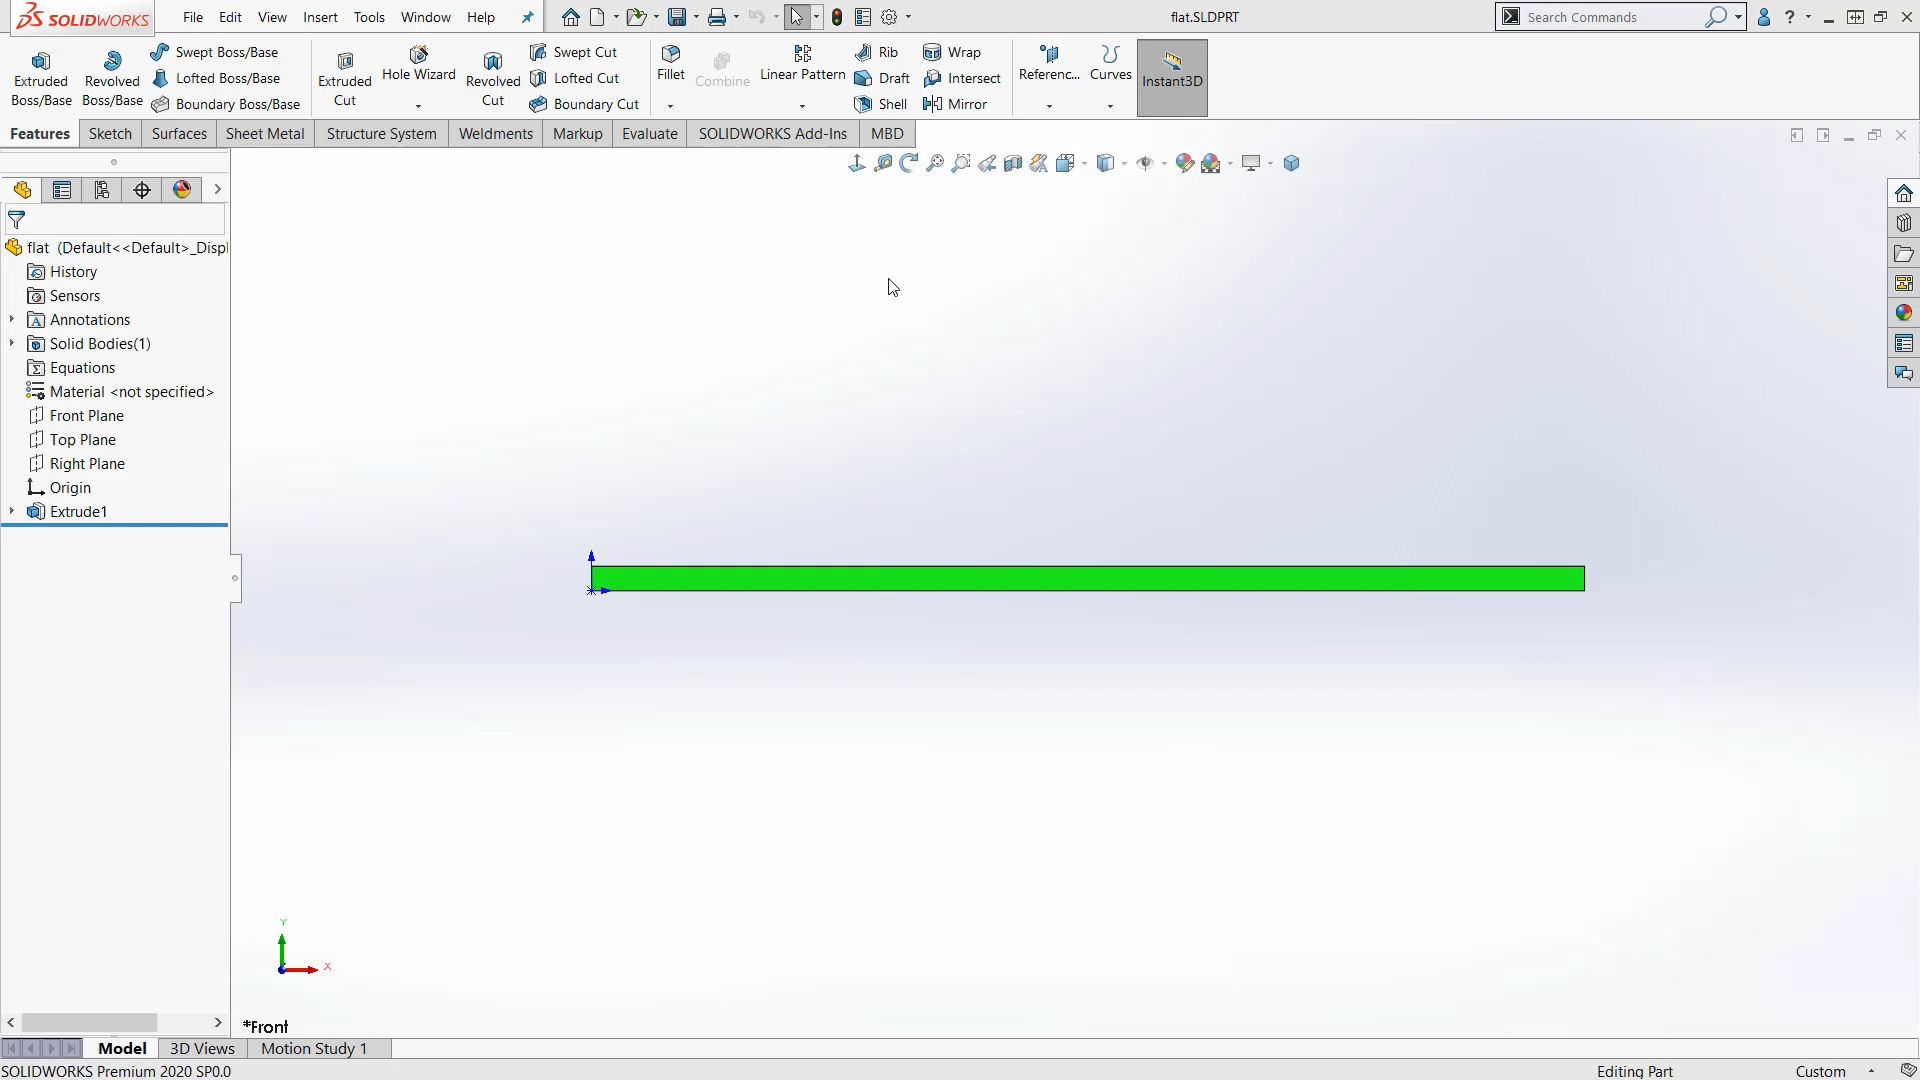 SOLIDWORKS
File Edit View Insert Tools Window Help
flat.SLDPRT
Search Commands
?
Extruded Boss/Base
Revolved Boss/Base
Swept Boss/Base
Lofted Boss/Base
Boundary Boss/Base
Extruded Cut
Hole Wizard
Revolved Cut
Swept Cut
Lofted Cut
Boundary Cut
Fillet
Combine
Linear Pattern
Rib
Draft
Shell
Wrap
Intersect
Mirror
Referenc...
Curves
Instant3D
Features Sketch Surfaces Sheet Metal Structure System Weldments Markup Evaluate SOLIDWORKS Add-Ins MBD
flat (Default<<Default>_Displ
History
Sensors
Annotations
Solid Bodies(1)
Equations
Material <not specified>
Front Plane
Top Plane
Right Plane
Origin
Extrude1
Y
X
*Front
Model 3D Views Motion Study 1
SOLIDWORKS Premium 2020 SP0.0
Editing Part
Custom